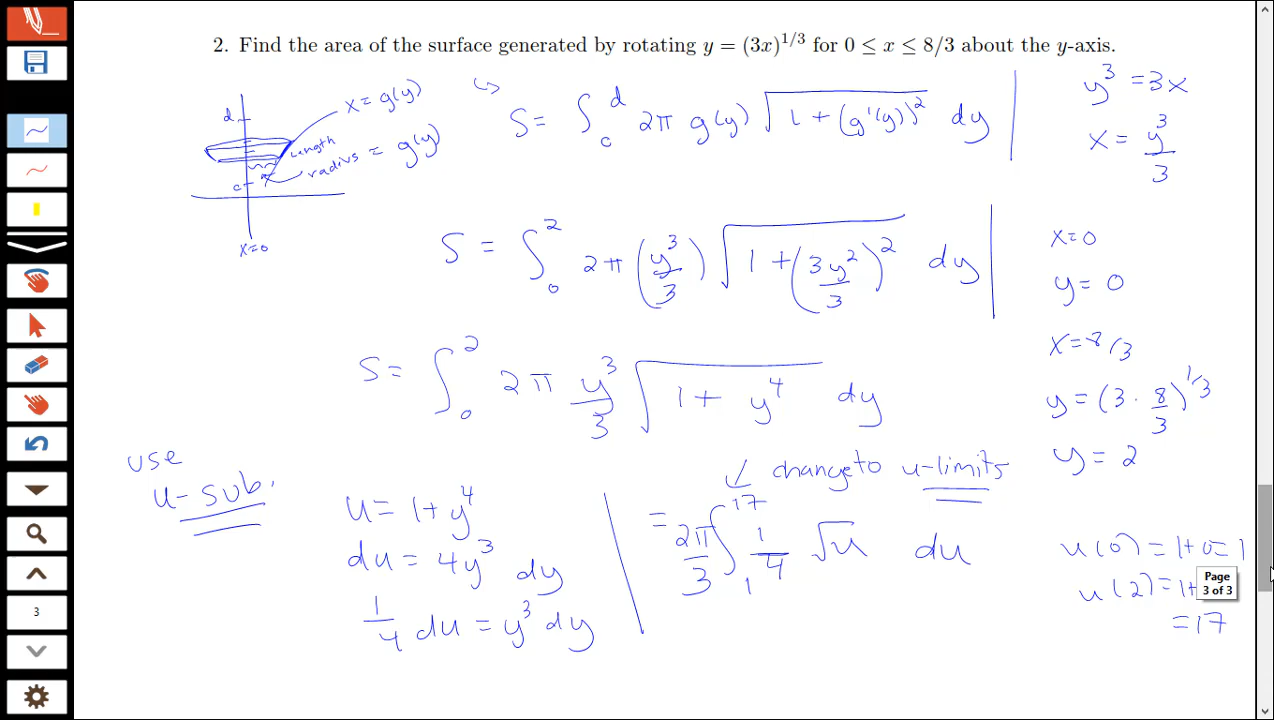 2. Find the area of the surface generated by rotating y = (3x)^{1/3} for 0 ≤ x ≤ 8/3 about the y-axis.
d
x = g(y)
length
radius = g(y)
c
x=0
S = ∫_c^d 2π g(y) √(1 + (g'(y))^2) dy
y^3 = 3x
x = y^3/3
S = ∫_0^2 2π (y^3/3) √(1 + (3y^2/3)^2) dy
x=0
y = 0
x = 8/3
y = (3 · 8/3)^{1/3}
y = 2
S = ∫_0^2 2π y^3/3 √(1 + y^4) dy
use
u-sub.
u = 1 + y^4
du = 4y^3 dy
1/4 du = y^3 dy
change to u-limits
= 2π/3 ∫_1^17 1/4 √u du
u(0) = 1+0 = 1
u(2) = 1+
= 17
Page
3 of 3
3